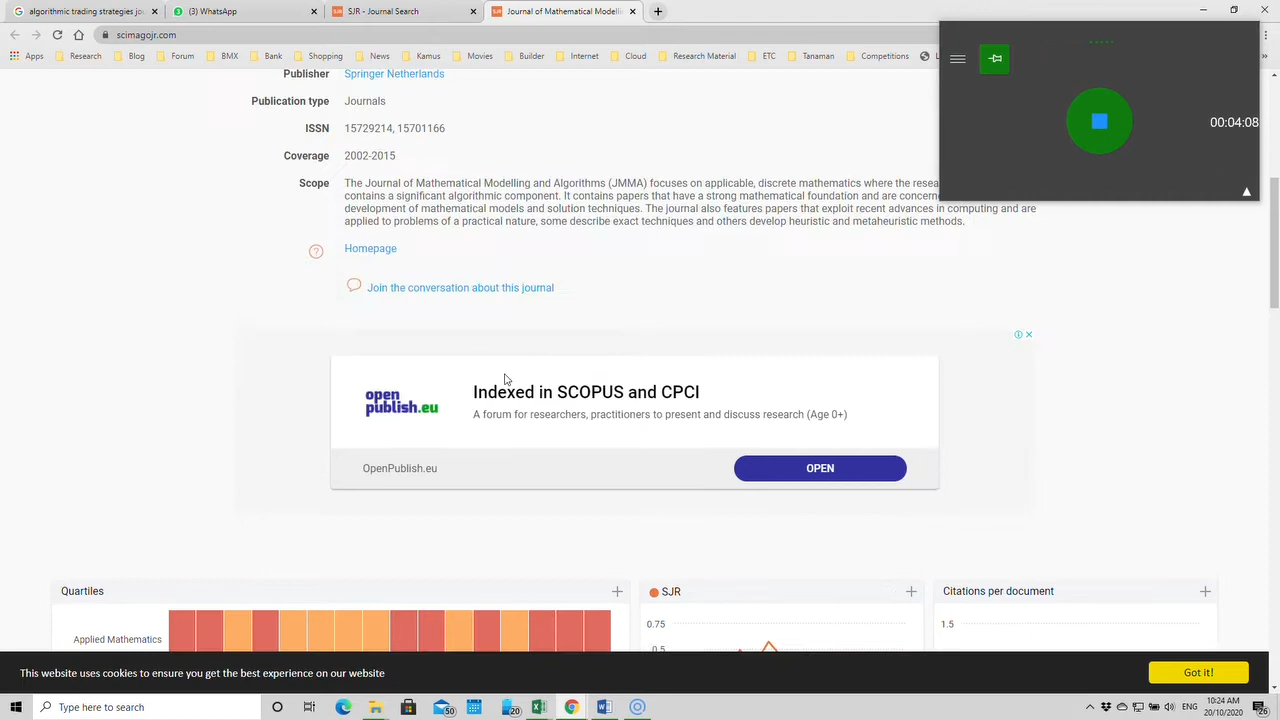 algorithmic trading strategies jou
(3) WhatsApp
SJR - Journal Search
Journal of Mathematical Modelli
scimagojr.com
Apps Research Blog Forum BMX Bank Shopping News Kamus Movies Builder Internet Cloud Research Material ETC Tanaman Competitions
00:04:08
Publisher Springer Netherlands
Publication type Journals
ISSN 15729214, 15701166
Coverage 2002-2015
Scope The Journal of Mathematical Modelling and Algorithms (JMMA) focuses on applicable, discrete mathematics where the resea
contains a significant algorithmic component. It contains papers that have a strong mathematical foundation and are concern
development of mathematical models and solution techniques. The journal also features papers that exploit recent advances in computing and are
applied to problems of a practical nature, some describe exact techniques and others develop heuristic and metaheuristic methods.
Homepage
Join the conversation about this journal
open
publish.eu
Indexed in SCOPUS and CPCI
A forum for researchers, practitioners to present and discuss research (Age 0+)
OpenPublish.eu
OPEN
Quartiles
SJR
Citations per document
Applied Mathematics
0.75
0.5
1.5
This website uses cookies to ensure you get the best experience on our website
Got it!
Type here to search
50
20
ENG
10:24 AM
20/10/2020
26